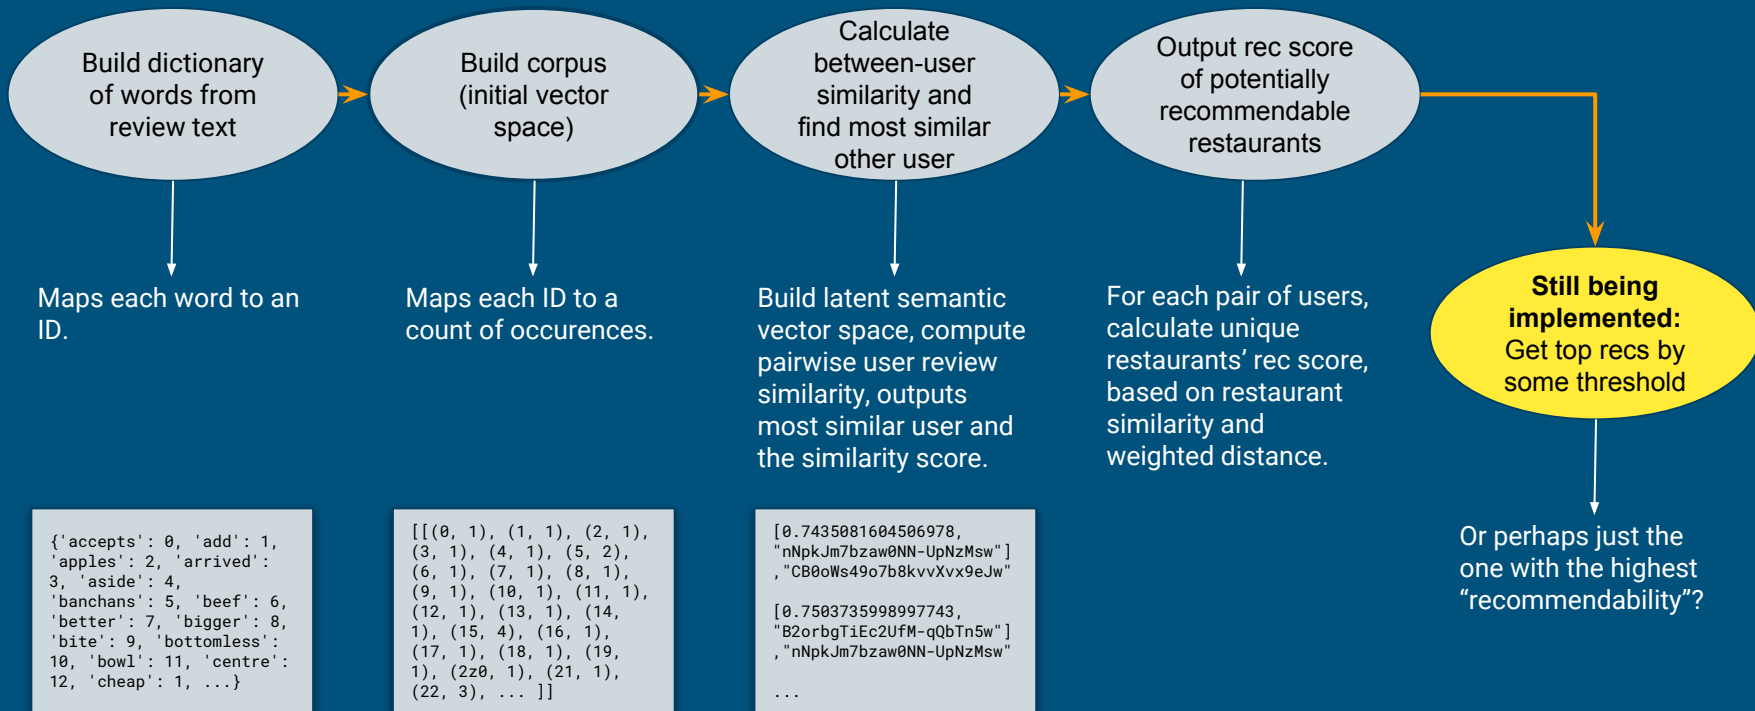 Build dictionary
of words from
review text
Build corpus
(initial vector
space)
Calculate
between-user
similarity and
find most similar
other user
Output rec score
of potentially
recommendable
restaurants
Still being
implemented:
Get top recs by
some threshold
Maps each word to an
ID.
Maps each ID to a
count of occurences.
Build latent semantic
vector space, compute
pairwise user review
similarity, outputs
most similar user and
the similarity score.
For each pair of users,
calculate unique
restaurants’ rec score,
based on restaurant
similarity and
weighted distance.
Or perhaps just the
one with the highest
“recommendability”?
{'accepts': 0, 'add': 1,
'apples': 2, 'arrived':
3, 'aside': 4,
'banchans': 5, 'beef': 6,
'better': 7, 'bigger': 8,
'bite': 9, 'bottomless':
10, 'bowl': 11, 'centre':
12, 'cheap': 1, ...}
[[(0, 1), (1, 1), (2, 1),
(3, 1), (4, 1), (5, 2),
(6, 1), (7, 1), (8, 1),
(9, 1), (10, 1), (11, 1),
(12, 1), (13, 1), (14,
1), (15, 4), (16, 1),
(17, 1), (18, 1), (19,
1), (2z0, 1), (21, 1),
(22, 3), ... ]]
[0.7435081604506978,
"nNpkJm7bzaw0NN-UpNzMsw"]
,"CB0oWs49o7b8kvvXvx9eJw"
[0.7503735998997743,
"B2orbgTiEc2UfM-qQbTn5w"]
,"nNpkJm7bzaw0NN-UpNzMsw"
...